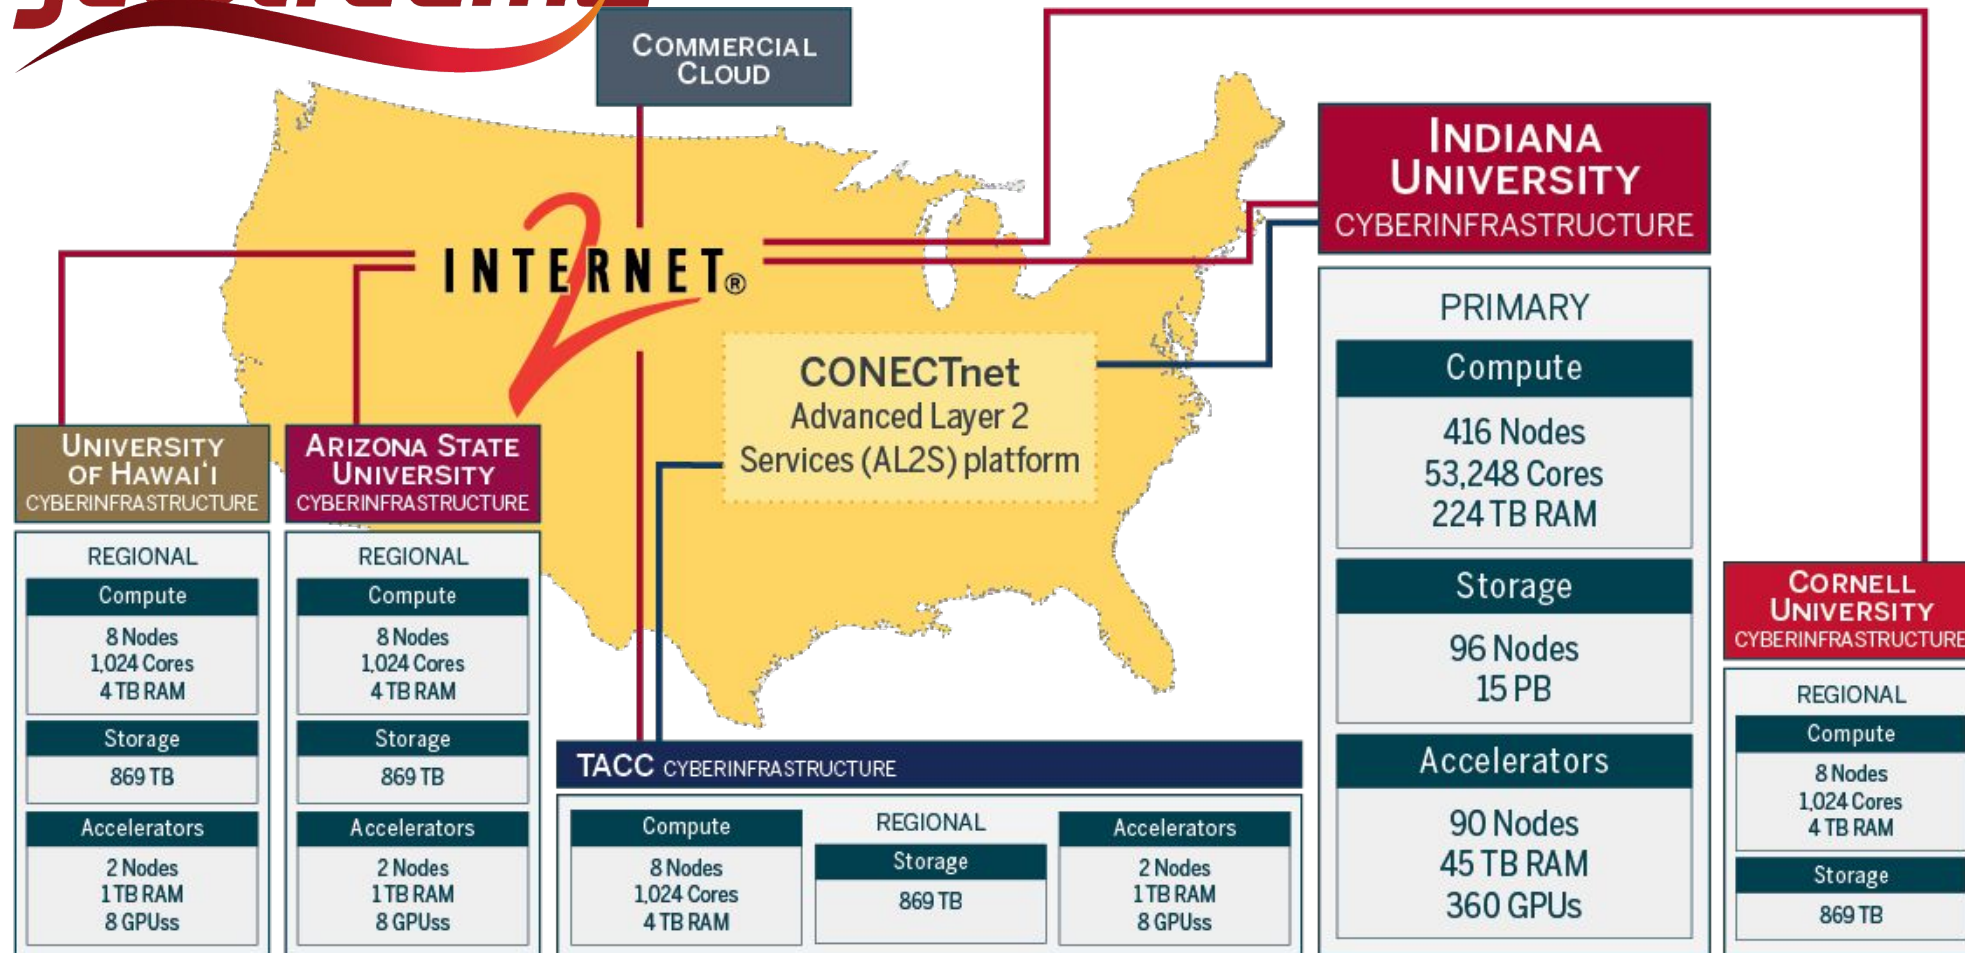 COMMERCIAL
CLOUD
INTERNET®
2
CONECTnet
Advanced Layer 2
Services (AL2S) platform
UNIVERSITY
OF HAWAI‘I
CYBERINFRASTRUCTURE
REGIONAL
Compute
8 Nodes
1,024 Cores
4 TB RAM
Storage
869 TB
Accelerators
2 Nodes
1 TB RAM
8 GPUss
ARIZONA STATE
UNIVERSITY
CYBERINFRASTRUCTURE
REGIONAL
Compute
8 Nodes
1,024 Cores
4 TB RAM
Storage
869 TB
Accelerators
2 Nodes
1 TB RAM
8 GPUss
TACC CYBERINFRASTRUCTURE
Compute
8 Nodes
1,024 Cores
4 TB RAM
REGIONAL
Storage
869 TB
Accelerators
2 Nodes
1 TB RAM
8 GPUss
INDIANA
UNIVERSITY
CYBERINFRASTRUCTURE
PRIMARY
Compute
416 Nodes
53,248 Cores
224 TB RAM
Storage
96 Nodes
15 PB
Accelerators
90 Nodes
45 TB RAM
360 GPUs
CORNELL
UNIVERSITY
CYBERINFRASTRUCTURE
REGIONAL
Compute
8 Nodes
1,024 Cores
4 TB RAM
Storage
869 TB